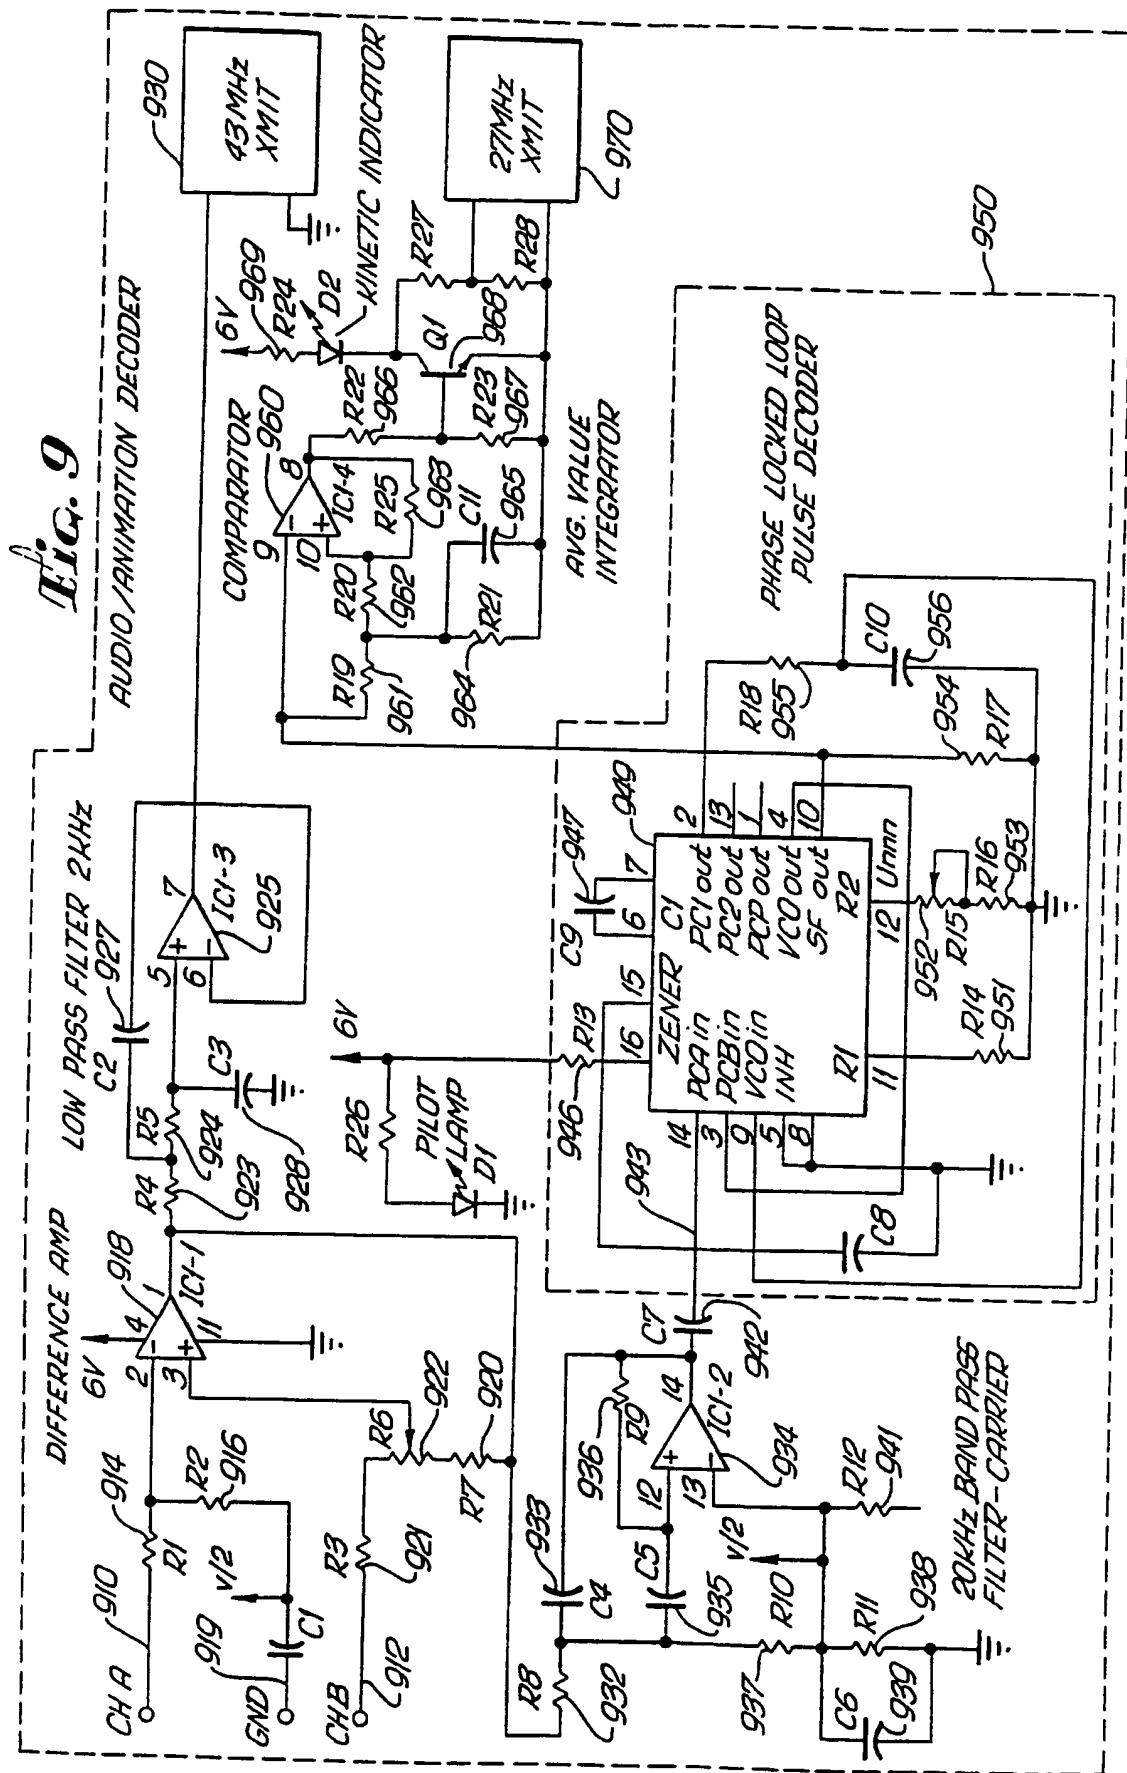 Fig. 9
AUDIO/ANIMATION DECODER
DIFFERENCE AMP
LOW PASS FILTER 2KHz
CH A
910
914
R1
R2
916
V/2
919
GND
C1
CHB
912
R3
921
R6
922
R7
920
6V
918
2
4
1
3
11
IC1-1
R4
923
R5
924
C2
927
C3
928
5
6
7
IC1-3
925
930
43MHz
XMIT
6V
R26
PILOT
LAMP
D1
R13
946
COMPARATOR
960
9
10
8
IC1-4
R19
961
R20
962
R25
963
R21
964
C11
965
R22
966
R23
967
Q1
968
6V
969
R24
D2
KINETIC INDICATOR
R27
R28
27MHz
XMIT
970
AVG. VALUE
INTEGRATOR
R8
932
C4
933
C5
935
R9
936
12
13
14
IC1-2
934
C7
942
R10
937
V/2
R11
938
C6
939
R12
941
20KHz BAND PASS
FILTER-CARRIER
943
C8
16
15
C9
6
7
947
949
ZENER
C1
14
PCA in
3
PCB in
9
VCO in
5
INH
8
PC1 out
2
PC2 out
13
PCP out
1
VCO out
4
SF out
10
R1
11
R2
12
Unnn
R14
951
952
R15
R16
953
R17
954
R18
955
C10
956
PHASE LOCKED LOOP
PULSE DECODER
950